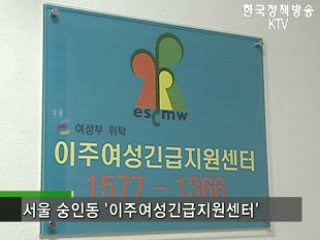 한국정책방송
KTV
escmw
여성부 위탁
이주여성긴급지원센터
1577-1366
서울 숭인동 '이주여성긴급지원센터'